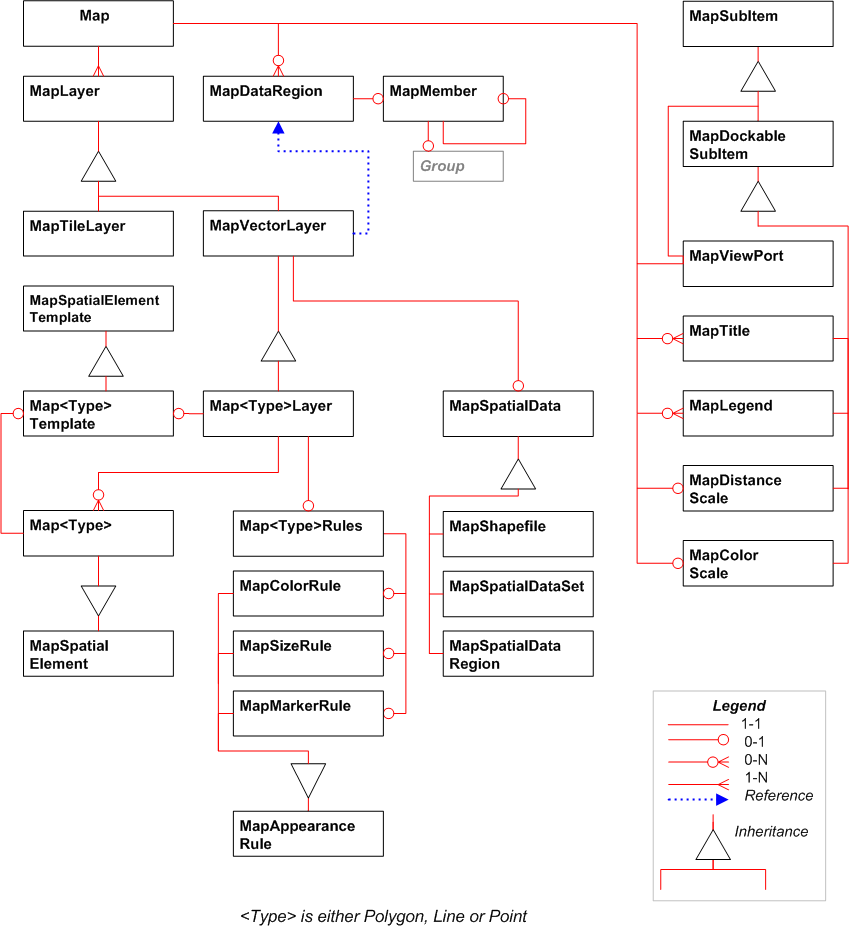 Map
MapSubItem
MapLayer
MapDataRegion
MapMember
MapDockable
SubItem
Group
MapTileLayer
MapVectorLayer
MapViewPort
MapSpatialElement
Template
MapTitle
Map<Type>
Template
Map<Type>Layer
MapSpatialData
MapLegend
MapDistance
Scale
Map<Type>
Map<Type>Rules
MapShapefile
MapColor
Scale
MapColorRule
MapSpatialDataSet
MapSpatial
Element
MapSizeRule
MapSpatialData
Region
MapMarkerRule
MapAppearance
Rule
Legend
1-1
0-1
0-N
1-N
Reference
Inheritance
<Type> is either Polygon, Line or Point